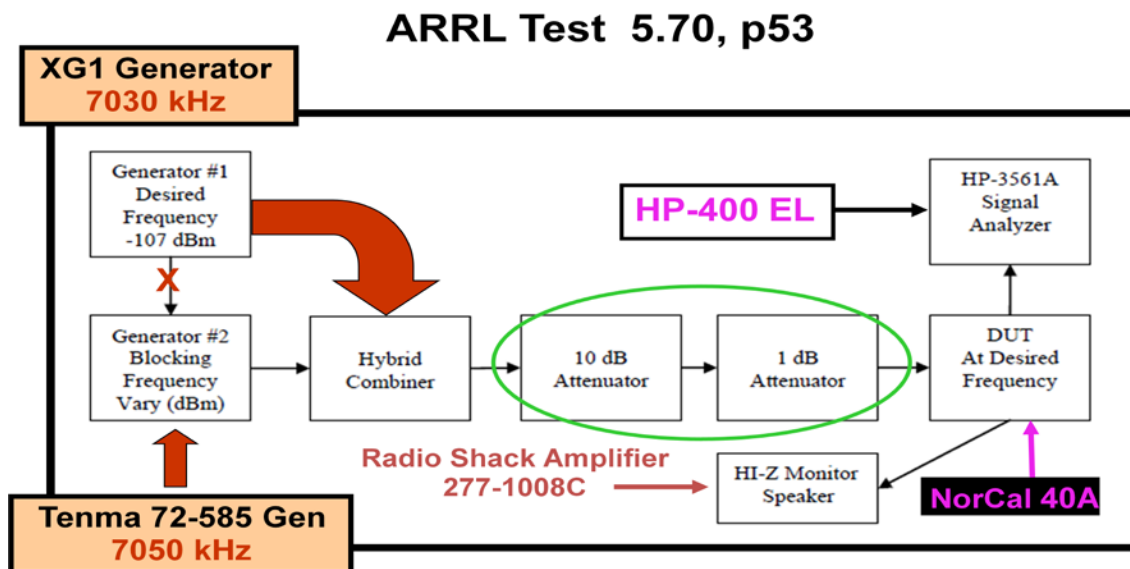 ARRL Test 5.70, p53
XG1 Generator
7030 kHz
Generator #1
Desired
Frequency
-107 dBm
X
HP-400 EL
HP-3561A
Signal
Analyzer
Generator #2
Blocking
Frequency
Vary (dBm)
Hybrid
Combiner
10 dB
Attenuator
1 dB
Attenuator
DUT
At Desired
Frequency
Radio Shack Amplifier
277-1008C
HI-Z Monitor
Speaker
NorCal 40A
Tenma 72-585 Gen
7050 kHz